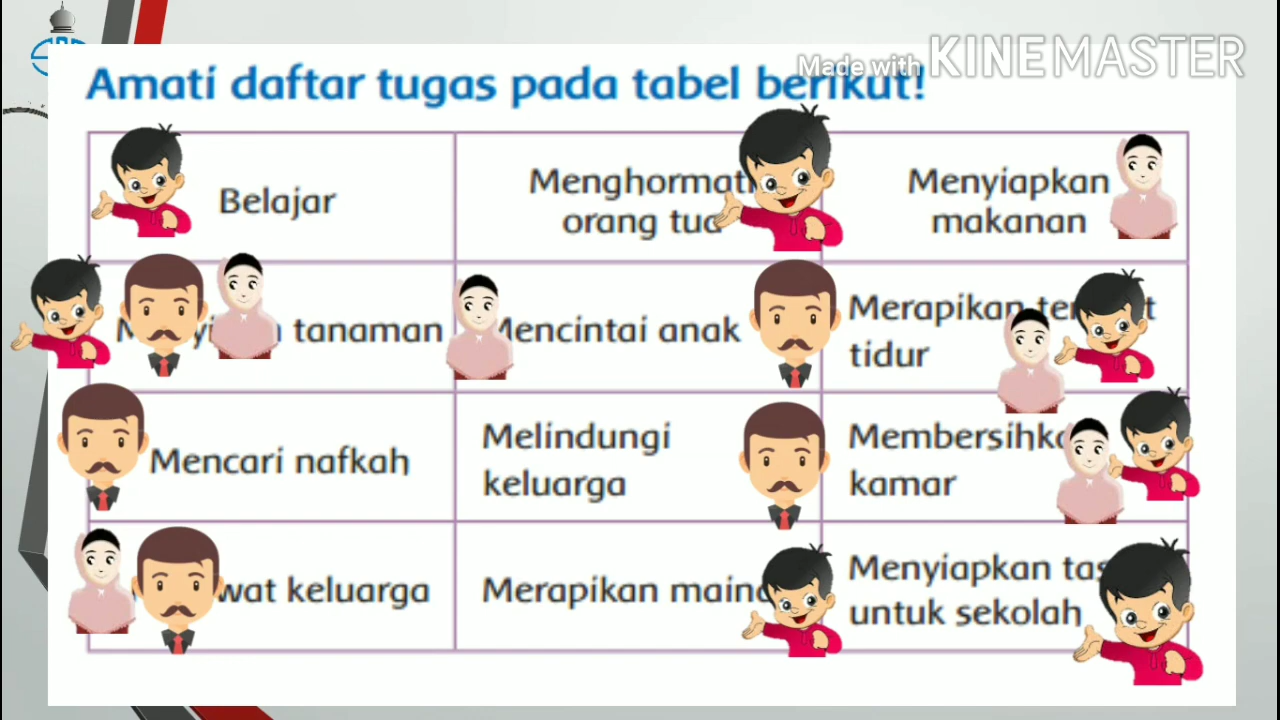 Made with KINEMASTER
Amati daftar tugas pada tabel berikut!
Belajar
Menghormati
orang tua
Menyiapkan
makanan
tanaman
Mencintai anak
Merapikan
tidur
Mencari nafkah
Melindungi
keluarga
kamar
keluarga
Merapikan
Menyiapkan tas
untuk sekolah